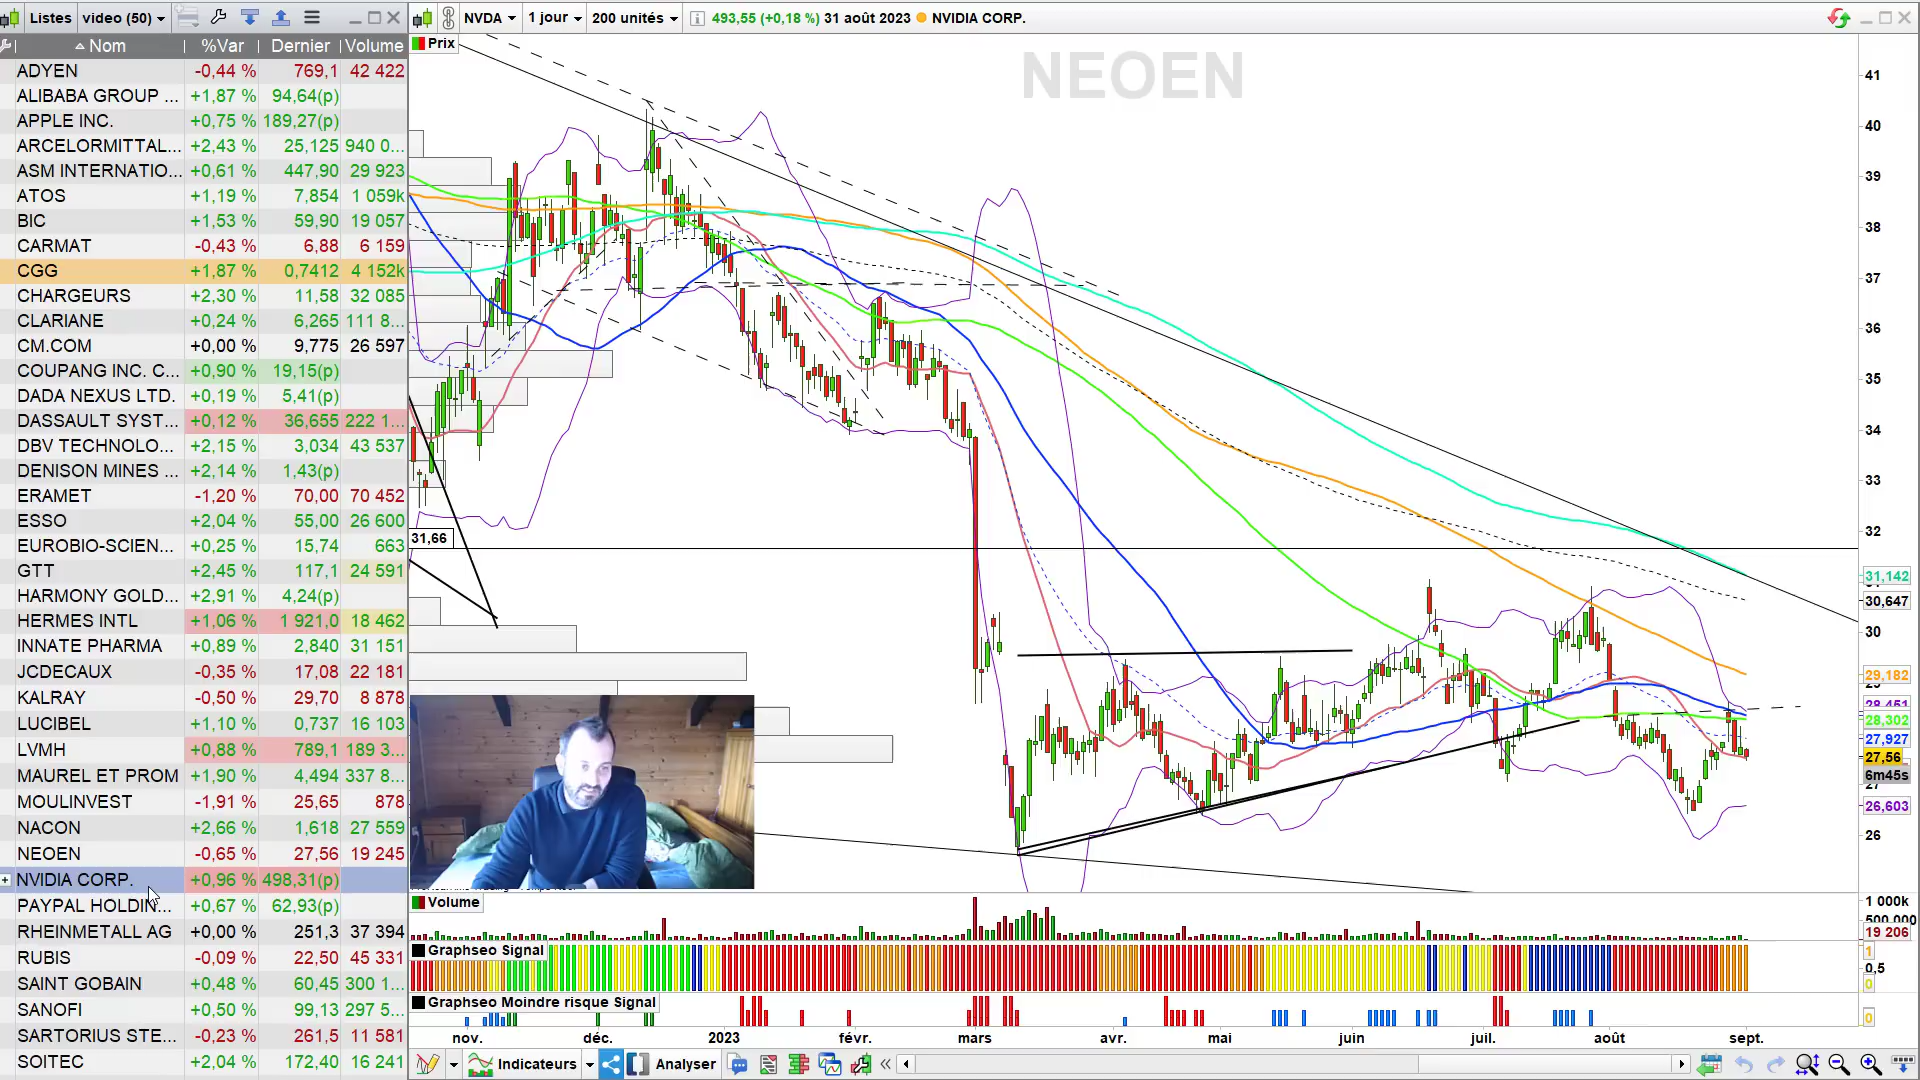 Listes video (50)
NVDA 1 jour 200 unités 493,55 (+0,18 %) 31 août 2023 NVIDIA CORP.
Nom %Var Dernier Volume
ADYEN -0,44 % 769,1 42 422
ALIBABA GROUP ... +1,87 % 94,64(p)
APPLE INC. +0,75 % 189,27(p)
ARCELORMITTAL... +2,43 % 25,125 940 0...
ASM INTERNATIO... +0,61 % 447,90 29 923
ATOS +1,19 % 7,854 1 059k
BIC +1,53 % 59,90 19 057
CARMAT -0,43 % 6,88 6 159
CGG +1,87 % 0,7412 4 152k
CHARGEURS +2,30 % 11,58 32 085
CLARIANE +0,24 % 6,265 111 8...
CM.COM +0,00 % 9,775 26 597
COUPANG INC. C... +0,90 % 19,15(p)
DADA NEXUS LTD. +0,19 % 5,41(p)
DASSAULT SYST... +0,12 % 36,655 222 1...
DBV TECHNOLO... +2,15 % 3,034 43 537
DENISON MINES ... +2,14 % 1,43(p)
ERAMET -1,20 % 70,00 70 452
ESSO +2,04 % 55,00 26 600
EUROBIO-SCIEN... +0,25 % 15,74 663
GTT +2,45 % 117,1 24 591
HARMONY GOLD... +2,91 % 4,24(p)
HERMES INTL +1,06 % 1 921,0 18 462
INNATE PHARMA +0,89 % 2,840 31 151
JCDECAUX -0,35 % 17,08 22 181
KALRAY -0,50 % 29,70 8 878
LUCIBEL +1,10 % 0,737 16 103
LVMH +0,88 % 789,1 189 3...
MAUREL ET PROM +1,90 % 4,494 337 8...
MOULINVEST -1,91 % 25,65 878
NACON +2,66 % 1,618 27 559
NEOEN -0,65 % 27,56 19 245
NVIDIA CORP. +0,96 % 498,31(p)
PAYPAL HOLDIN... +0,67 % 62,93(p)
RHEINMETALL AG +0,00 % 251,3 37 394
RUBIS -0,09 % 22,50 45 331
SAINT GOBAIN +0,48 % 60,45 300 1...
SANOFI +0,50 % 99,13 297 5...
SARTORIUS STE... -0,23 % 261,5 11 581
SOITEC +2,04 % 172,40 16 241
Prix
NEOEN
41
40
39
38
37
36
35
34
33
32
31,66
31,142
30,647
30
29,182
28,451
28,302
27,927
27,56
6m45s
27
26,603
26
Volume
1 000k
500 000
19 206
Graphseo Signal
1
0,5
0
Graphseo Moindre risque Signal
0
nov. déc. 2023 févr. mars avr. mai juin juil. août sept.
Indicateurs Analyser